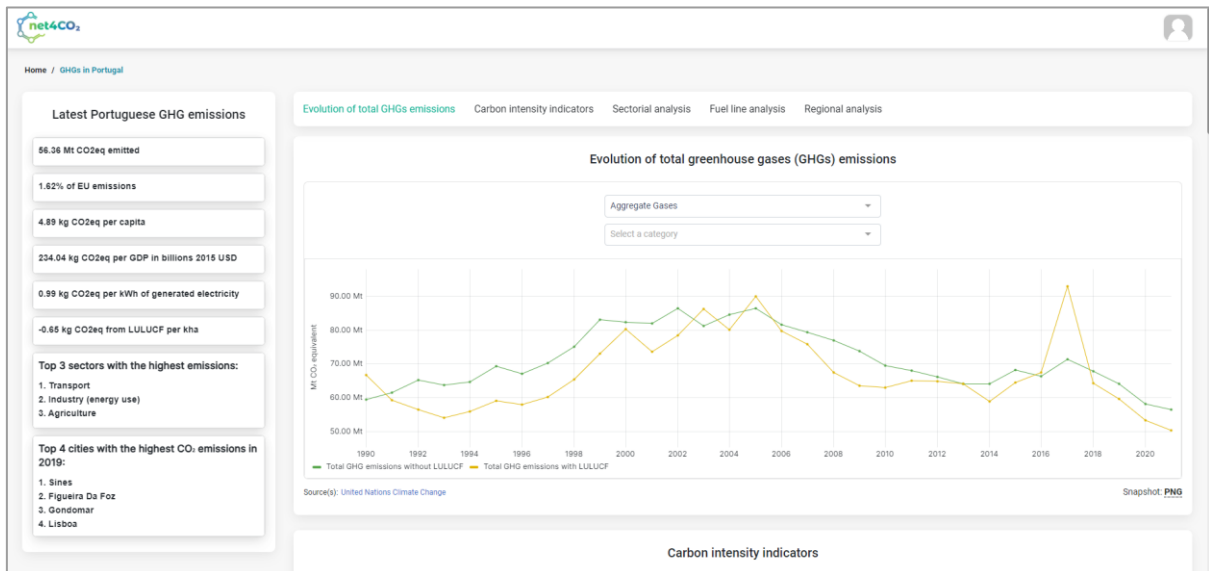 net4CO₂
Home / GHGs in Portugal
Latest Portuguese GHG emissions
56.36 Mt CO2eq emitted
1.62% of EU emissions
4.89 kg CO2eq per capita
234.04 kg CO2eq per GDP in billions 2015 USD
0.99 kg CO2eq per kWh of generated electricity
-0.65 kg CO2eq from LULUCF per kha
Top 3 sectors with the highest emissions:
1. Transport
2. Industry (energy use)
3. Agriculture
Top 4 cities with the highest CO₂ emissions in
2019:
1. Sines
2. Figueira Da Foz
3. Gondomar
4. Lisboa
Evolution of total GHGs emissions Carbon intensity indicators Sectorial analysis Fuel line analysis Regional analysis
Evolution of total greenhouse gases (GHGs) emissions
Aggregate Gases
Select a category
Mt CO₂ equivalent
90.00 Mt
80.00 Mt
70.00 Mt
60.00 Mt
50.00 Mt
1990 1992 1994 1996 1998 2000 2002 2004 2006 2008 2010 2012 2014 2016 2018 2020
Total GHG emissions without LULUCF Total GHG emissions with LULUCF
Source(s): United Nations Climate Change
Snapshot: PNG
Carbon intensity indicators